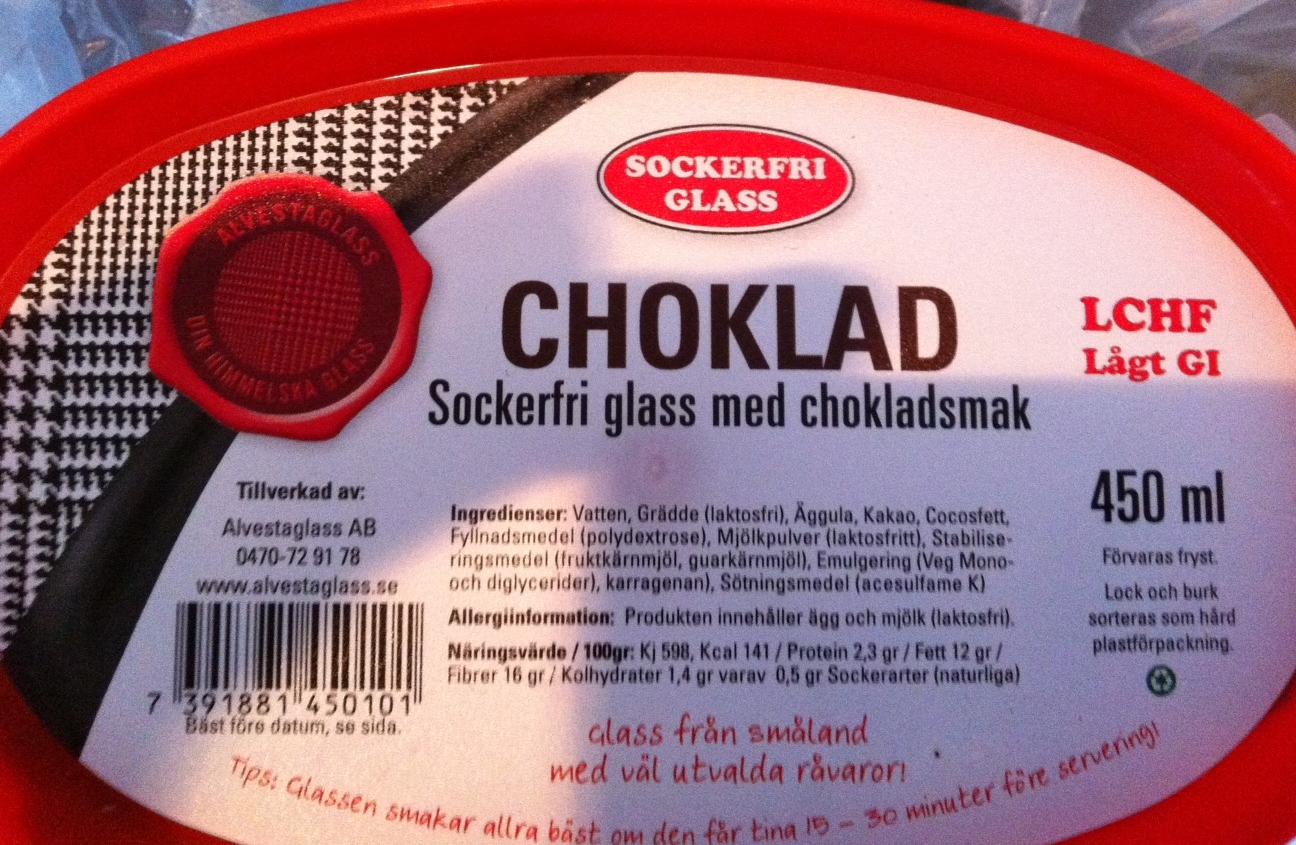 ALVESTAGLASS
DIN HIMMELSKA GLASS
SOCKERFRI
GLASS
CHOKLAD
Sockerfri glass med chokladsmak
LCHF
Lågt GI
450 ml
Förvaras fryst.
Lock och burk
sorteras som hård
plastförpackning.
Tillverkad av:
Alvestaglass AB
0470-72 91 78
www.alvestaglass.se
7 391881 450101
Bäst före datum, se sida.
Ingredienser: Vatten, Grädde (laktosfri), Äggula, Kakao, Cocosfett,
Fyllnadsmedel (polydextrose), Mjölkpulver (laktosfritt), Stabilise-
ringsmedel (fruktkärnmjöl, guarkärnmjöl), Emulgering (Veg Mono-
och diglycerider), karragenan), Sötningsmedel (acesulfame K)
Allergiinformation: Produkten innehåller ägg och mjölk (laktosfri).
Näringsvärde / 100gr: Kj 598, Kcal 141 / Protein 2,3 gr / Fett 12 gr /
Fibrer 16 gr / Kolhydrater 1,4 gr varav 0,5 gr Sockerarter (naturliga)
Glass från småland
med väl utvalda råvaror!
Tips: Glassen smakar allra bäst om den får tina 15 - 30 minuter före servering!